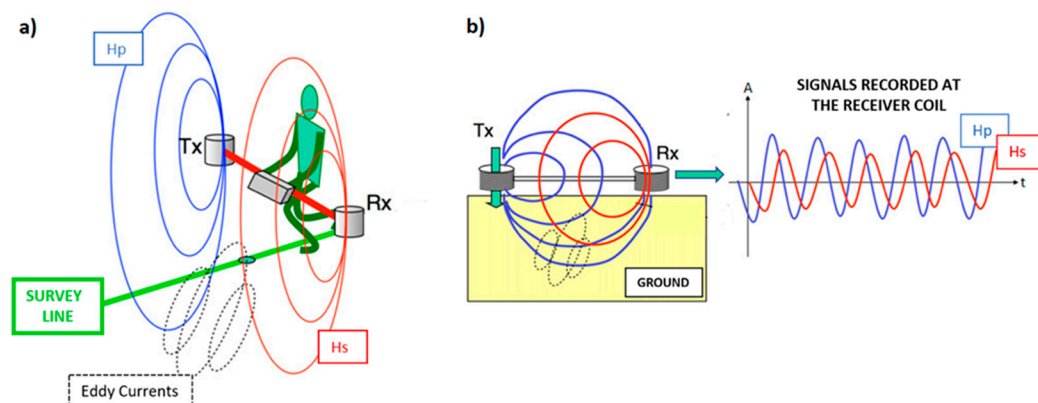 a)
Hp
Tx
Rx
SURVEY
LINE
Hs
Eddy Currents
b)
Tx
Rx
GROUND
SIGNALS RECORDED AT
THE RECEIVER COIL
A
Hp
Hs
t